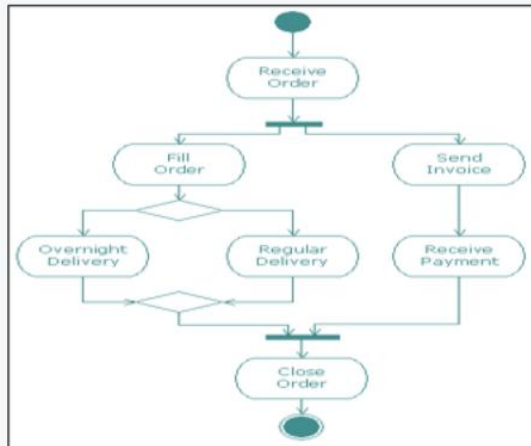 Receive
Order
Fill
Order
Send
Invoice
Overnight
Delivery
Regular
Delivery
Receive
Payment
Close
Order